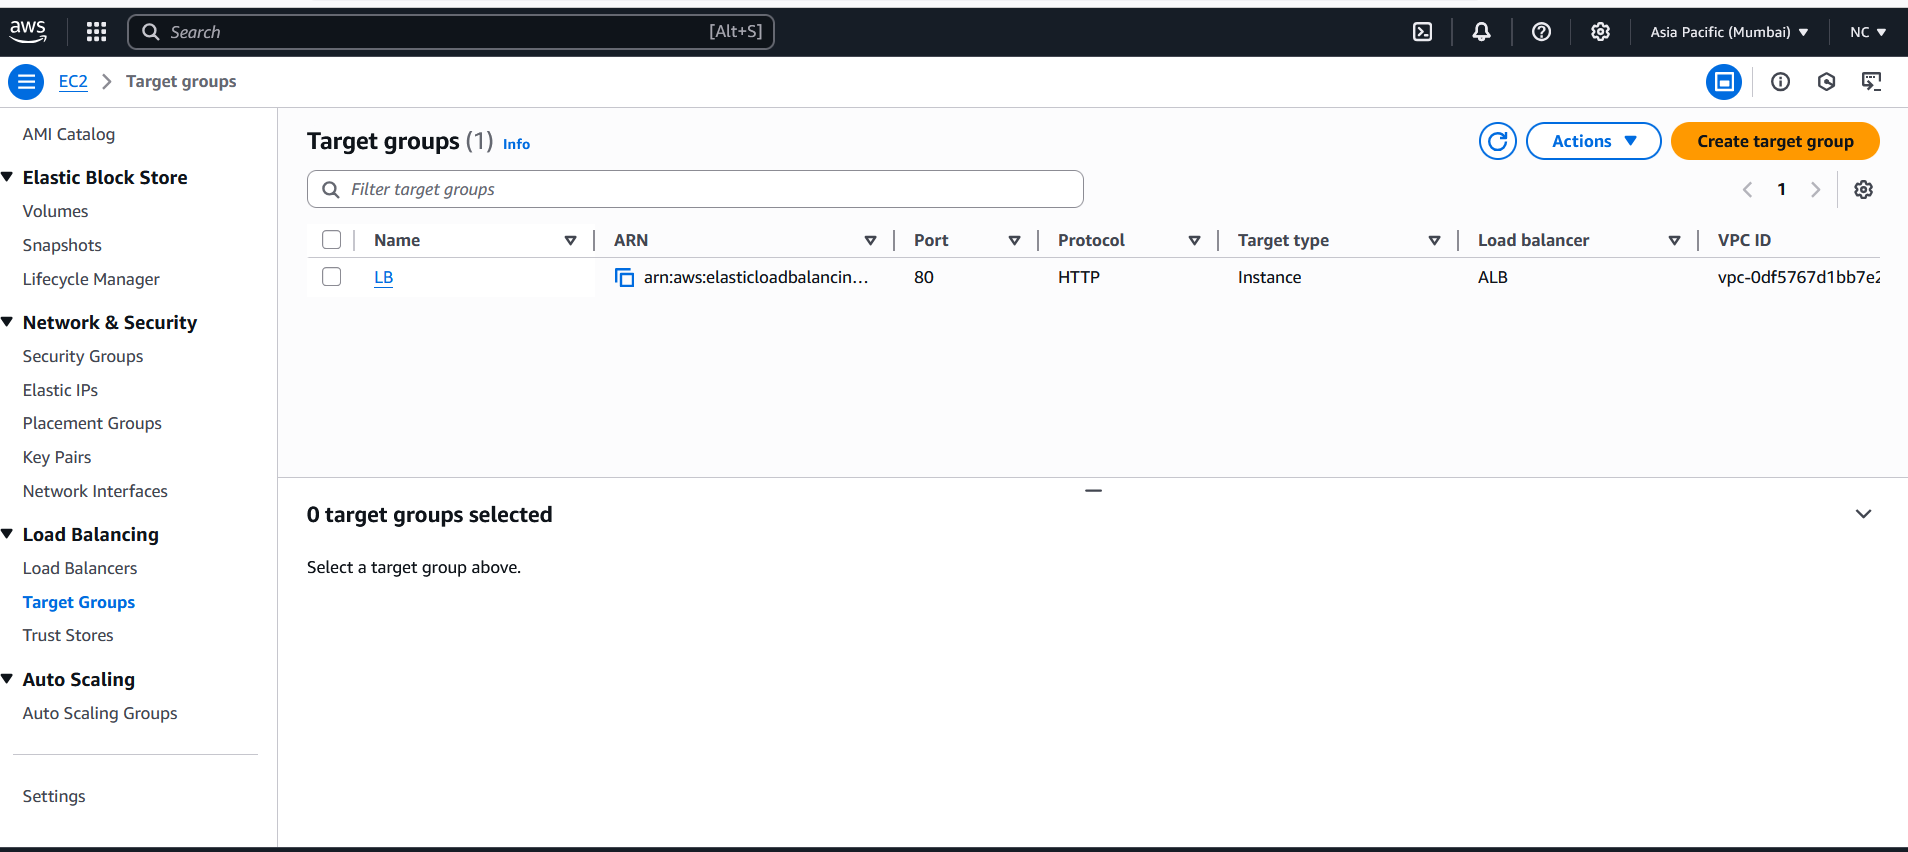 aws
Search [Alt+S]
Asia Pacific (Mumbai)
NC
EC2 Target groups
AMI Catalog
Elastic Block Store
Volumes
Snapshots
Lifecycle Manager
Network & Security
Security Groups
Elastic IPs
Placement Groups
Key Pairs
Network Interfaces
Load Balancing
Load Balancers
Target Groups
Trust Stores
Auto Scaling
Auto Scaling Groups
Settings
Target groups (1) Info
Actions
Create target group
Filter target groups
1
Name ARN Port Protocol Target type Load balancer VPC ID
LB arn:aws:elasticloadbalancin... 80 HTTP Instance ALB vpc-0df5767d1bb7e2
0 target groups selected
Select a target group above.